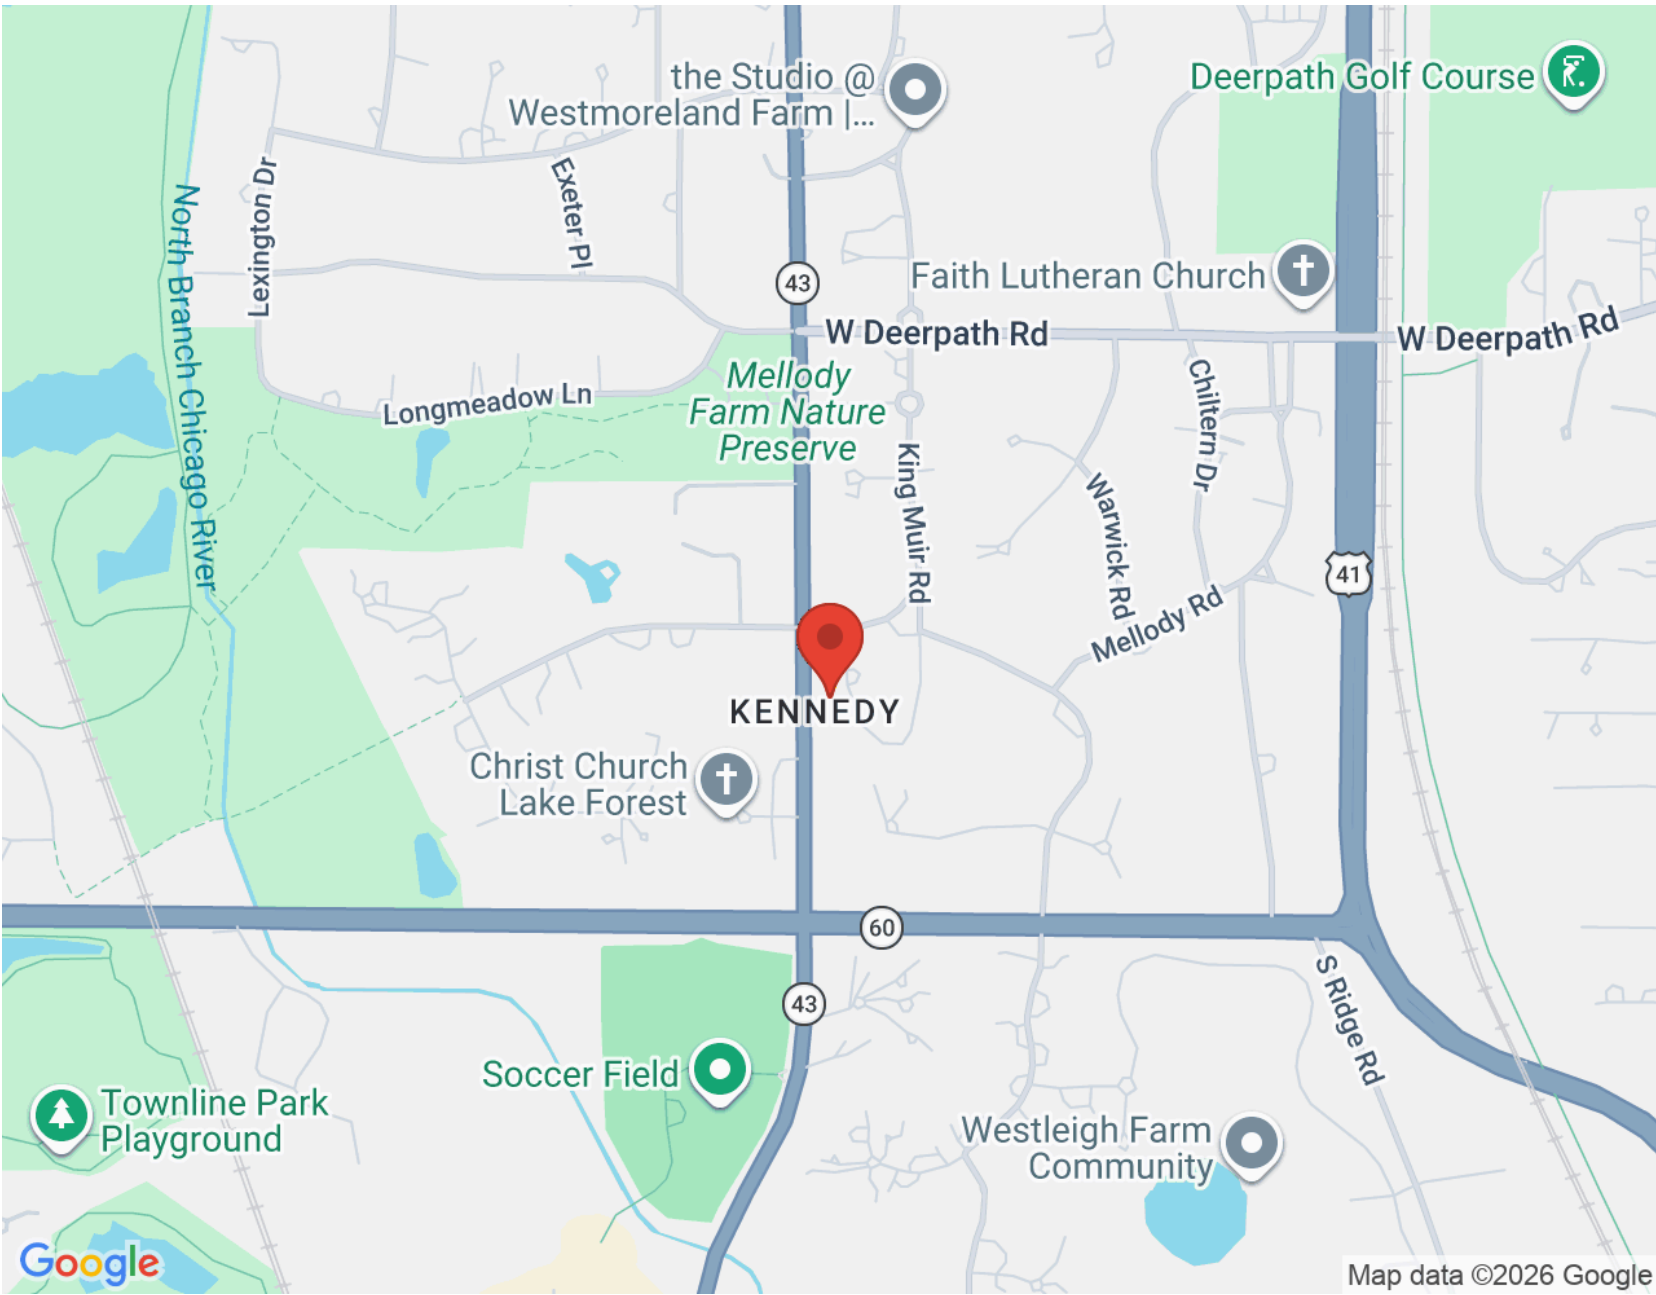 the Studio @
Westmoreland Farm |...
Deerpath Golf Course
Lexington Dr
Exeter Pl
North Branch Chicago River
43
Faith Lutheran Church
W Deerpath Rd
W Deerpath Rd
Mellody
Farm Nature
Preserve
Longmeadow Ln
Chiltern Dr
King Muir Rd
Warwick Rd
41
Mellody Rd
KENNEDY
Christ Church
Lake Forest
60
43
S Ridge Rd
Soccer Field
Townline Park
Playground
Westleigh Farm
Community
Google
Map data ©2026 Google